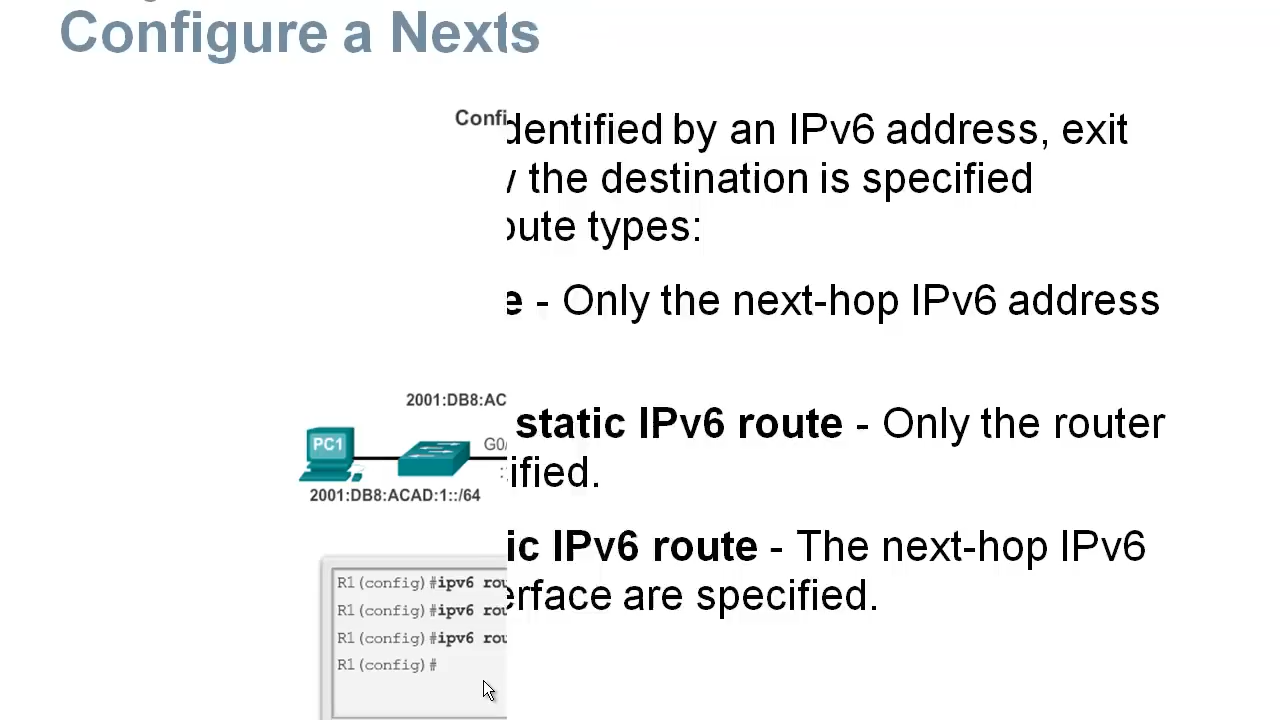 Configure a Nexts
Confi
dentified by an IPv6 address, exit
the destination is specified
oute types:
e - Only the next-hop IPv6 address
2001:DB8:AC
static IPv6 route - Only the router
PC1
G0/
ified.
2001:DB8:ACAD:1::/64
ic IPv6 route - The next-hop IPv6
R1(config)#ipv6 rou
erface are specified.
R1(config)#ipv6 rou
R1(config)#ipv6 rou
R1(config)#